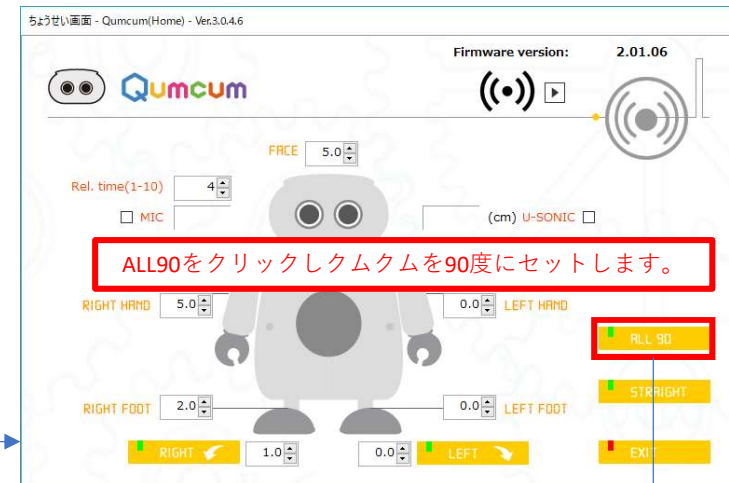 ちょうせい画面 - Qumcum(Home) - Ver.3.0.4.6
Firmware version: 2.01.06
Qumcum
FACE 5.0
Rel. time(1-10) 4
MIC (cm) U-SONIC
ALL90をクリックしクムクムを90度にセットします。
RIGHT HAND 5.0 0.0 LEFT HAND
ALL 90
STRAIGHT
RIGHT FOOT 2.0 0.0 LEFT FOOT
RIGHT 1.0 0.0 LEFT EXIT